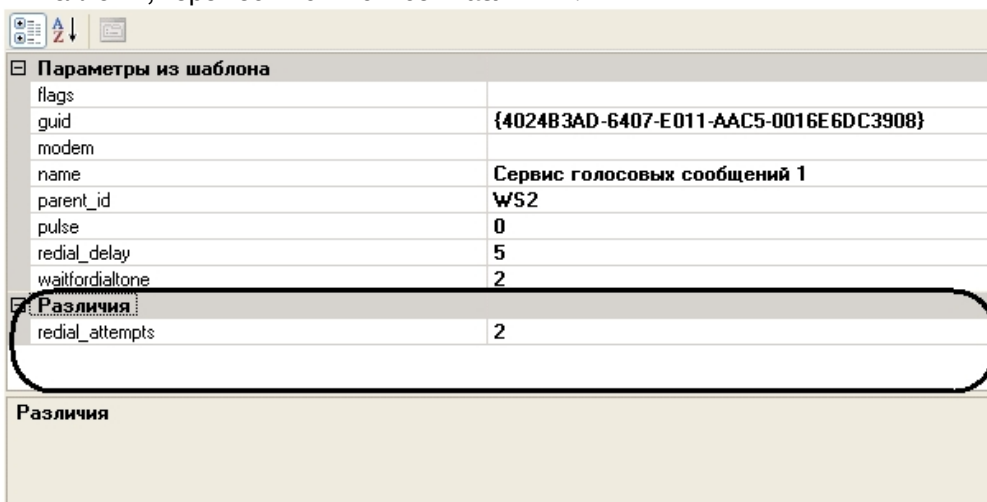 Параметры из шаблона
flags
guid {4024B3AD-6407-E011-AAC5-0016E6DC3908}
modem
name Сервис голосовых сообщений 1
parent_id WS2
pulse 0
redial_delay 5
waitfordialtone 2
Различия
redial_attempts 2
Различия